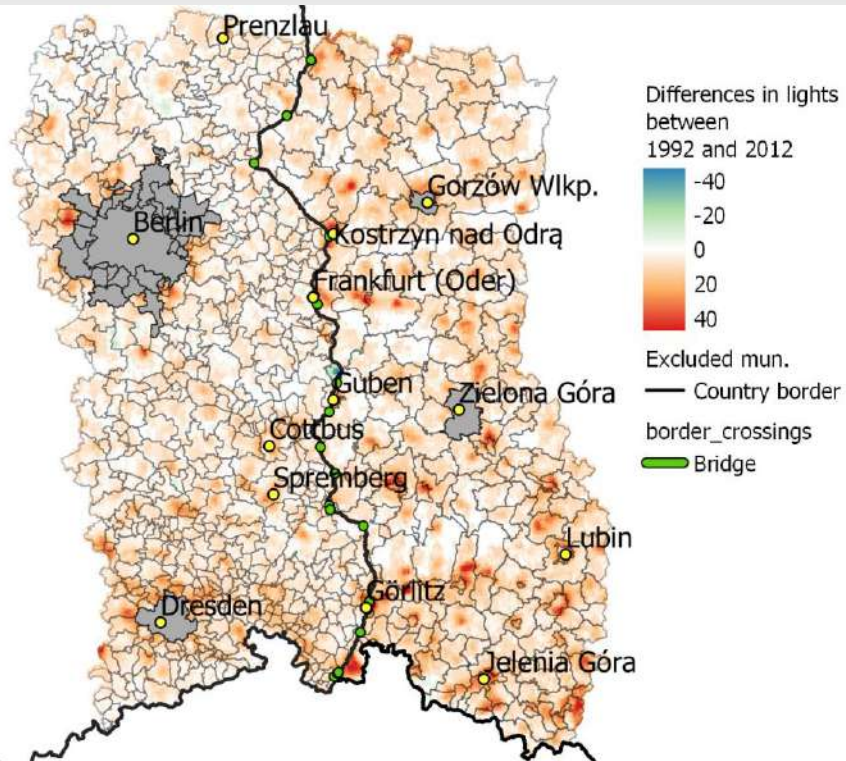 Prenzlau
Differences in lights
between
1992 and 2012
-40
-20
0
20
40
Gorzów Wlkp.
Berlin
Kostrzyn nad Odrą
Frankfurt (Oder)
Excluded mun.
Country border
Guben
Zielona Góra
Cottbus
border_crossings
Bridge
Spremberg
Lubin
Görlitz
Dresden
Jelenia Góra